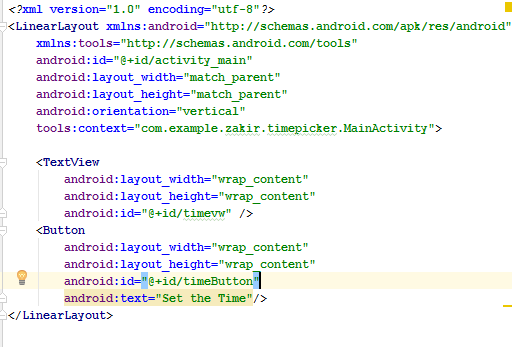 <?xml version="1.0" encoding="utf-8"?>
<LinearLayout xmlns:android="http://schemas.android.com/apk/res/android"
xmlns:tools="http://schemas.android.com/tools"
android:id="@+id/activity_main"
android:layout_width="match_parent"
android:layout_height="match_parent"
android:orientation="vertical"
tools:context="com.example.zakir.timepicker.MainActivity">
<TextView
android:layout_width="wrap_content"
android:layout_height="wrap_content"
android:id="@+id/timevw" />
<Button
android:layout_width="wrap_content"
android:layout_height="wrap_content"
android:id="@+id/timeButton"
android:text="Set the Time"/>
</LinearLayout>